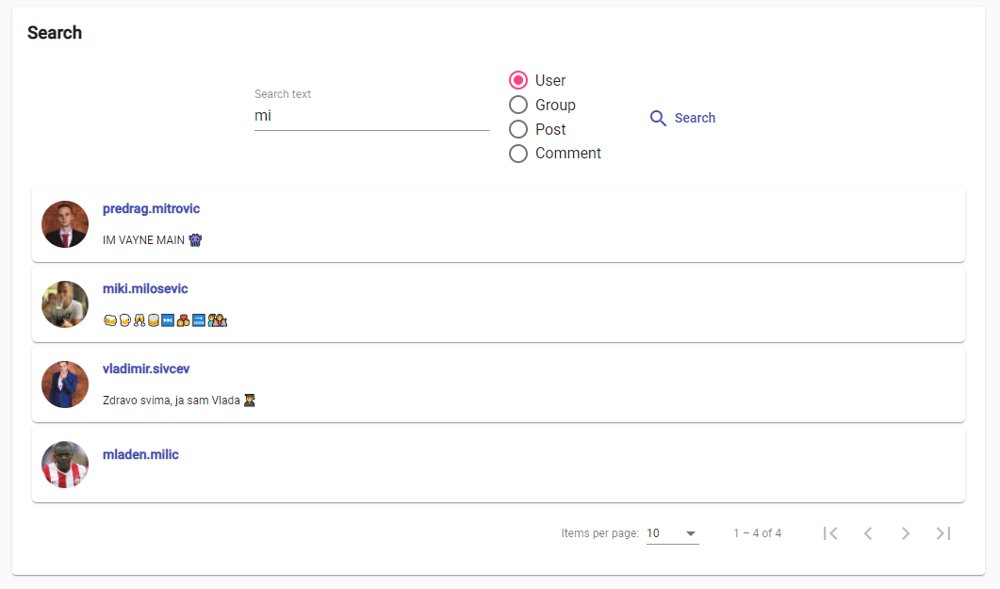 Search
Search text
mi
User
Group
Post
Comment
Search
predrag.mitrovic
IM VAYNE MAIN
miki.milosevic
vladimir.sivcev
Zdravo svima, ja sam Vlada
mladen.milic
Items per page: 10 1 – 4 of 4